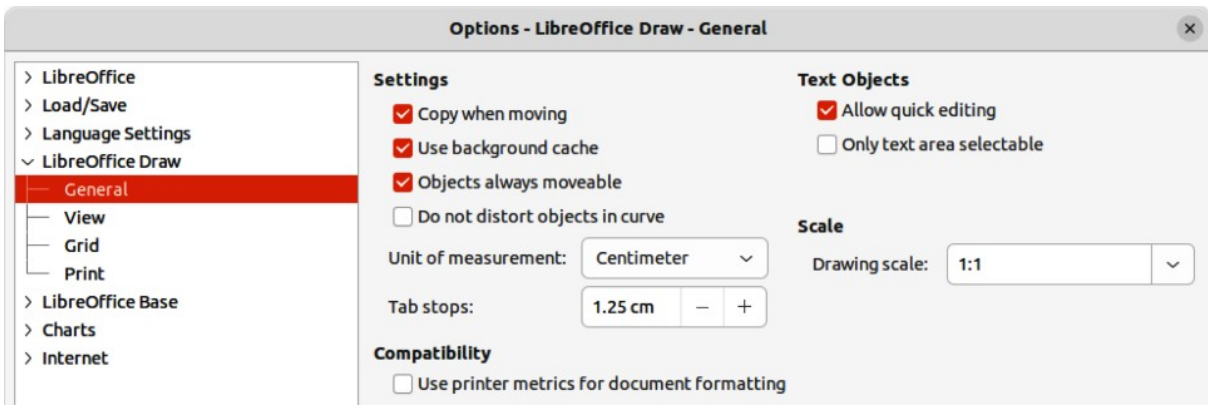 Options - LibreOffice Draw - General
LibreOffice
Load/Save
Language Settings
LibreOffice Draw
General
View
Grid
Print
LibreOffice Base
Charts
Internet
Settings
Copy when moving
Use background cache
Objects always moveable
Do not distort objects in curve
Unit of measurement: Centimeter
Tab stops: 1.25 cm
Compatibility
Use printer metrics for document formatting
Text Objects
Allow quick editing
Only text area selectable
Scale
Drawing scale: 1:1